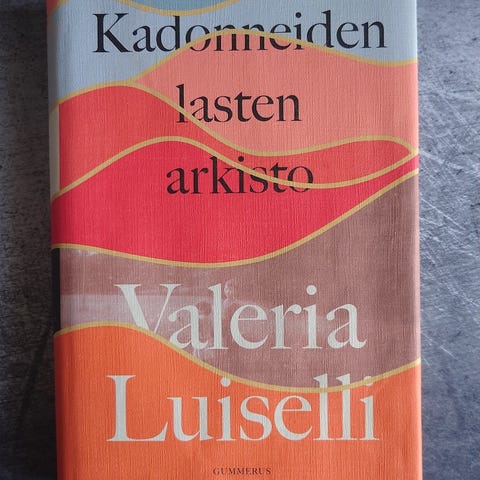 Kadonneiden
lasten
arkisto
Valeria
Luiselli
GUMMERUS